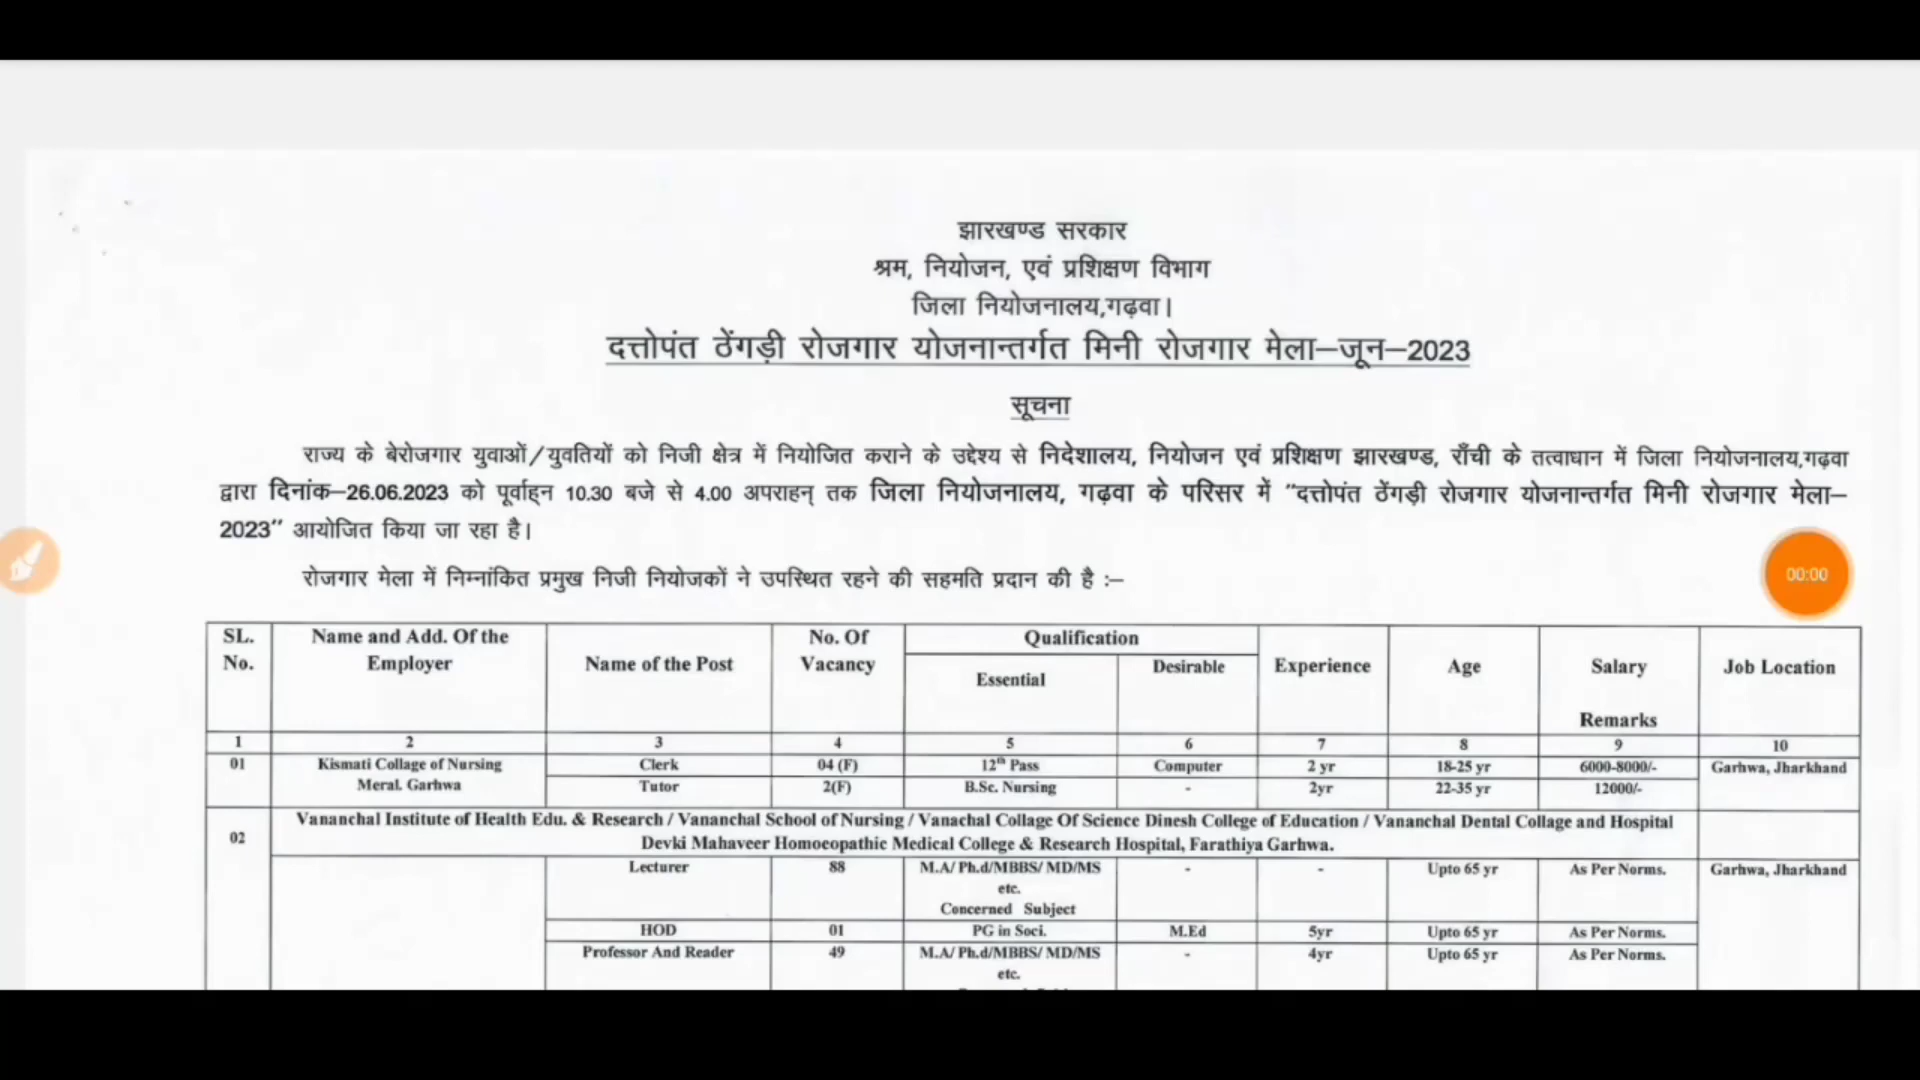 झारखण्ड सरकार
श्रम, नियोजन, एवं प्रशिक्षण विभाग
जिला नियोजनालय,गढ़वा।
दत्तोपंत ठेंगड़ी रोजगार योजनान्तर्गत मिनी रोजगार मेला–जून–2023
सूचना
राज्य के बेरोजगार युवाओं/युवतियों को निजी क्षेत्र में नियोजित कराने के उद्देश्य से निदेशालय, नियोजन एवं प्रशिक्षण झारखण्ड, राँची के तत्वाधान में जिला नियोजनालय,गढ़वा
द्वारा दिनांक–26.06.2023 को पूर्वाह्न 10.30 बजे से 4.00 अपराहन् तक जिला नियोजनालय, गढ़वा के परिसर में "दत्तोपंत ठेंगड़ी रोजगार योजनान्तर्गत मिनी रोजगार मेला–
2023" आयोजित किया जा रहा है।
रोजगार मेला में निम्नांकित प्रमुख निजी नियोजकों ने उपस्थित रहने की सहमति प्रदान की है :–
00:00
SL. No. Name and Add. Of the Employer Name of the Post No. Of Vacancy Qualification Experience Age Salary Remarks Job Location
Essential Desirable
1 2 3 4 5 6 7 8 9 10
01 Kismati Collage of Nursing Clerk 04 (F) 12th Pass Computer 2 yr 18-25 yr 6000-8000/- Garhwa, Jharkhand
Meral. Garhwa Tutor 2(F) B.Sc. Nursing - 2yr 22-35 yr 12000/-
02 Vananchal Institute of Health Edu. & Research / Vananchal School of Nursing / Vanachal Collage Of Science Dinesh College of Education / Vananchal Dental Collage and Hospital
Devki Mahaveer Homoeopathic Medical College & Research Hospital, Farathiya Garhwa.
Lecturer 88 M.A/ Ph.d/MBBS/ MD/MS - - Upto 65 yr As Per Norms. Garhwa, Jharkhand
etc.
Concerned Subject
HOD 01 PG in Soci. M.Ed 5yr Upto 65 yr As Per Norms.
Professor And Reader 49 M.A/ Ph.d/MBBS/ MD/MS - 4yr Upto 65 yr As Per Norms.
etc.